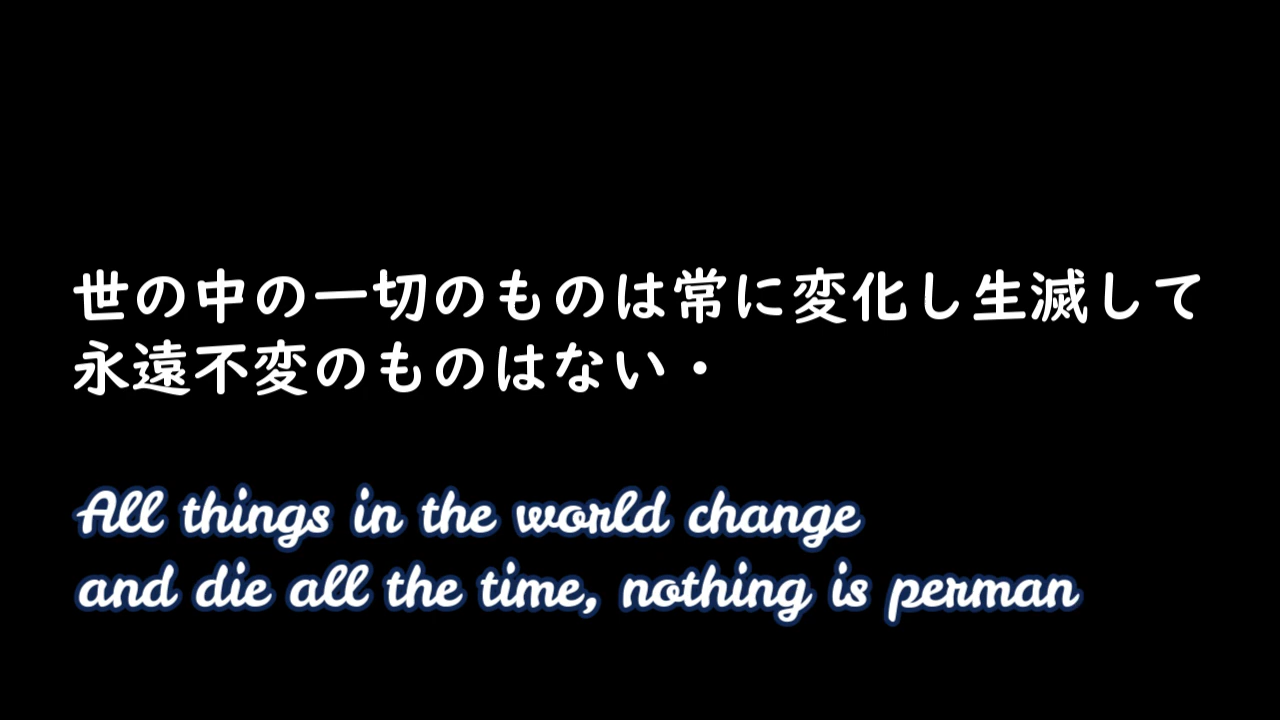 世の中の一切のものは常に変化し生滅して
永遠不変のものはない・
All things in the world change
and die all the time, nothing is perman